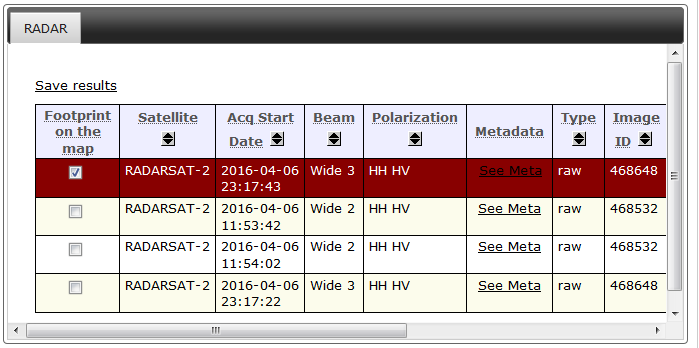 RADAR
Save results
Footprint on the map Satellite Acq Start Date Beam Polarization Metadata Type Image ID
RADARSAT-2 2016-04-06 23:17:43 Wide 3 HH HV See Meta raw 468648
RADARSAT-2 2016-04-06 11:53:42 Wide 2 HH HV See Meta raw 468532
RADARSAT-2 2016-04-06 11:54:02 Wide 2 HH HV See Meta raw 468532
RADARSAT-2 2016-04-06 23:17:22 Wide 3 HH HV See Meta raw 468648